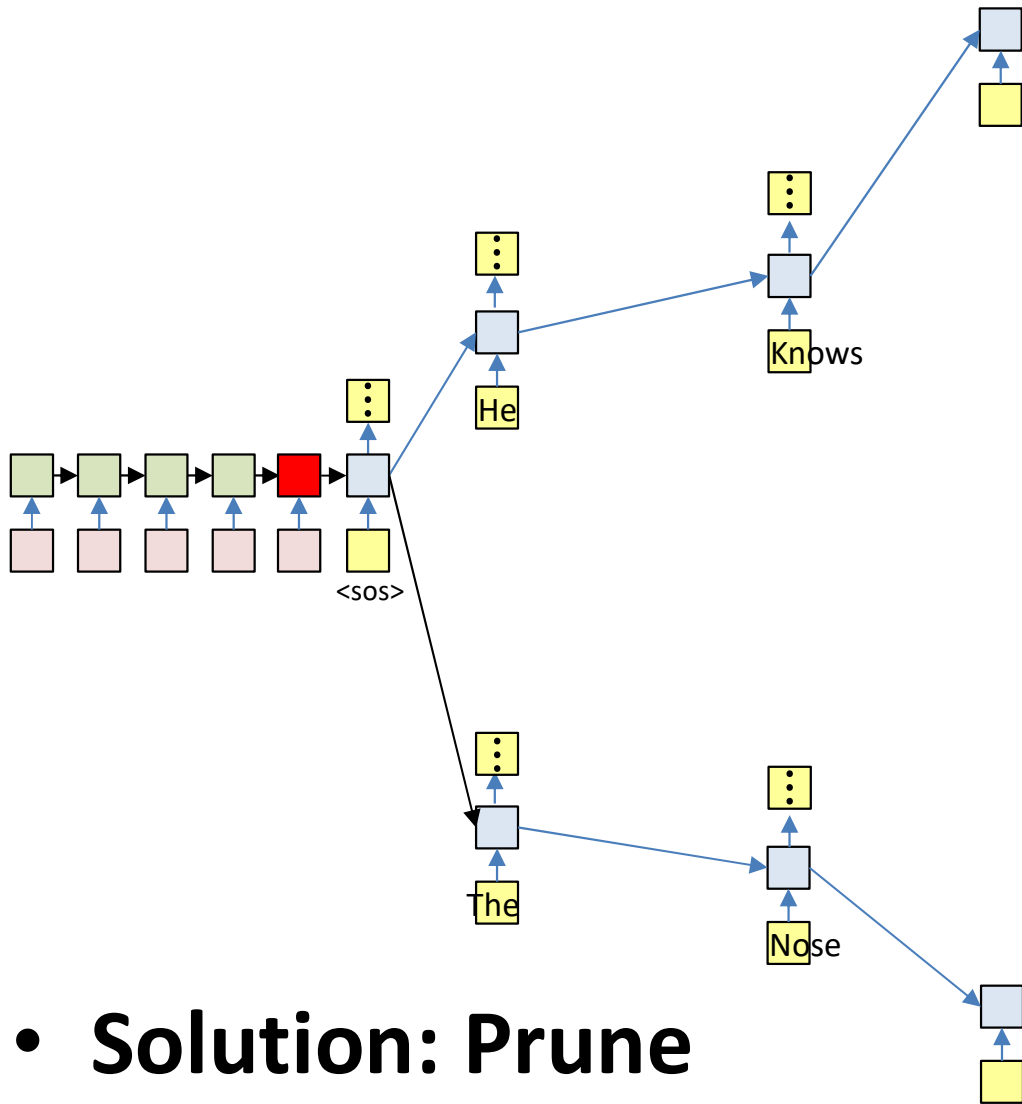 Knows
He
<sos>
The
Nose
• Solution: Prune